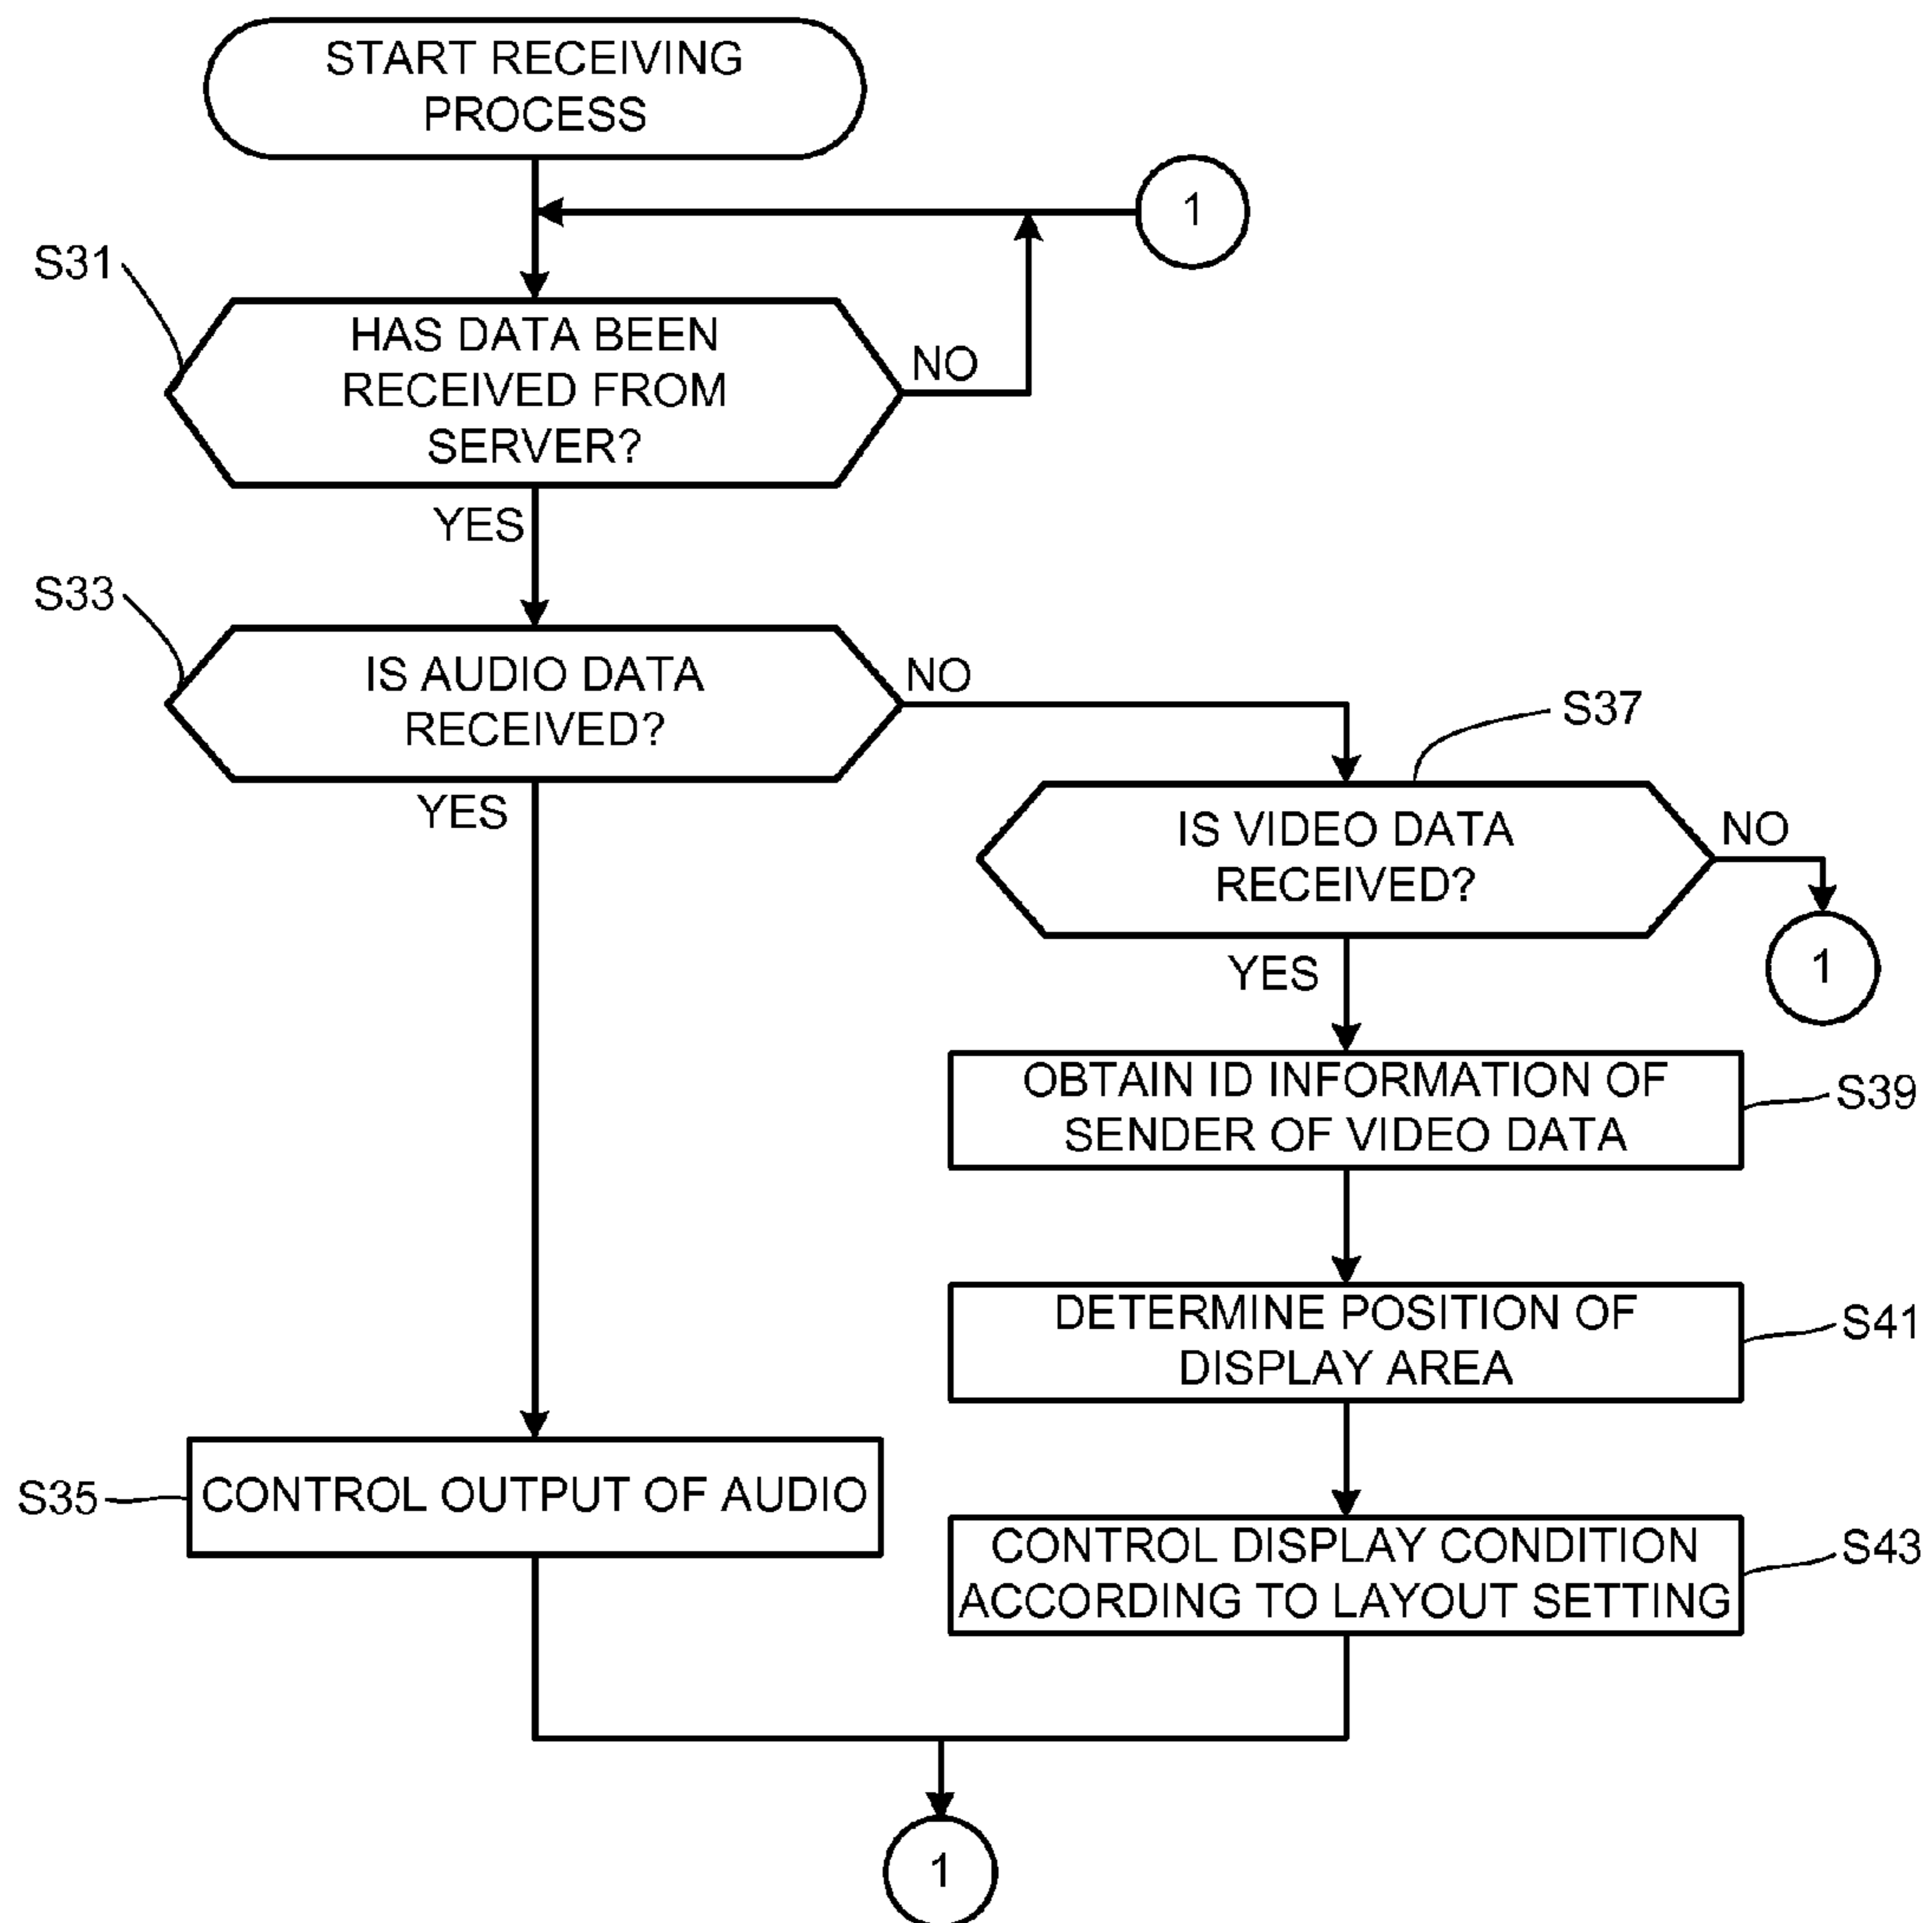 START RECEIVING
PROCESS
1
S31
HAS DATA BEEN
RECEIVED FROM
SERVER?
NO
YES
S33
IS AUDIO DATA
RECEIVED?
NO
YES
S37
IS VIDEO DATA
RECEIVED?
NO
1
YES
OBTAIN ID INFORMATION OF
SENDER OF VIDEO DATA
S39
DETERMINE POSITION OF
DISPLAY AREA
S41
S35
CONTROL OUTPUT OF AUDIO
CONTROL DISPLAY CONDITION
ACCORDING TO LAYOUT SETTING
S43
1